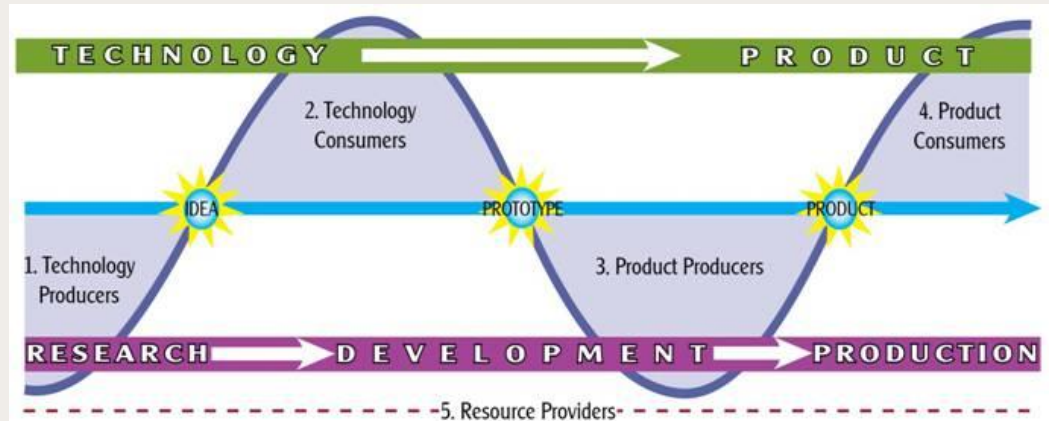 TECHNOLOGY PRODUCT
2. Technology
Consumers
4. Product
Consumers
IDEA PROTOTYPE PRODUCT
1. Technology
Producers
3. Product Producers
RESEARCH DEVELOPMENT PRODUCTION
5. Resource Providers